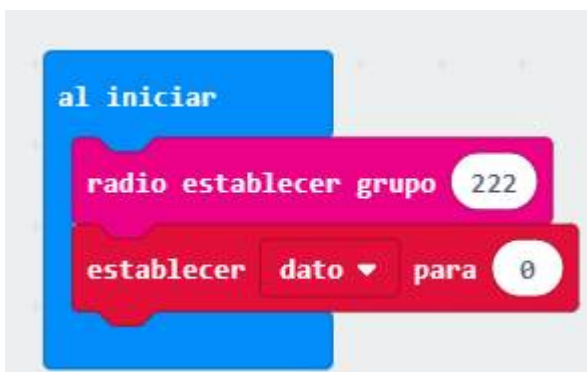 al iniciar
radio establecer grupo 222
establecer dato para 0